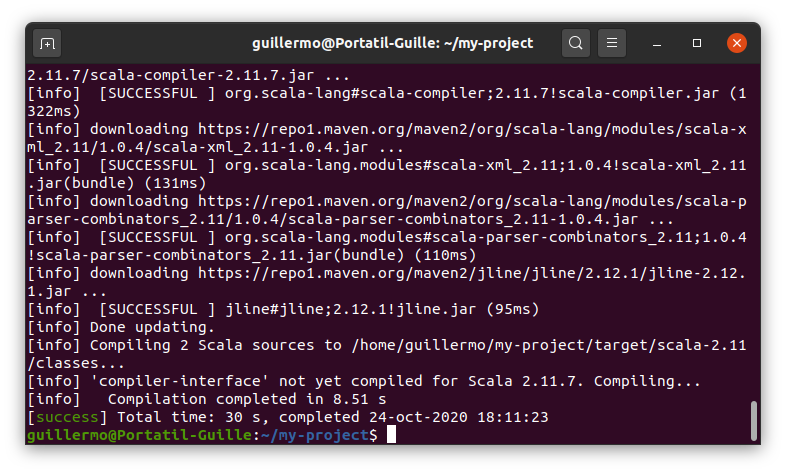 guillermo@Portatil-Guille: ~/my-project
2.11.7/scala-compiler-2.11.7.jar ...
[info]  [SUCCESSFUL ] org.scala-lang#scala-compiler;2.11.7!scala-compiler.jar (1
322ms)
[info] downloading https://repo1.maven.org/maven2/org/scala-lang/modules/scala-x
ml_2.11/1.0.4/scala-xml_2.11-1.0.4.jar ...
[info]  [SUCCESSFUL ] org.scala-lang.modules#scala-xml_2.11;1.0.4!scala-xml_2.11
.jar(bundle) (131ms)
[info] downloading https://repo1.maven.org/maven2/org/scala-lang/modules/scala-p
arser-combinators_2.11/1.0.4/scala-parser-combinators_2.11-1.0.4.jar ...
[info]  [SUCCESSFUL ] org.scala-lang.modules#scala-parser-combinators_2.11;1.0.4
!scala-parser-combinators_2.11.jar(bundle) (110ms)
[info] downloading https://repo1.maven.org/maven2/jline/jline/2.12.1/jline-2.12.
1.jar ...
[info]  [SUCCESSFUL ] jline#jline;2.12.1!jline.jar (95ms)
[info] Done updating.
[info] Compiling 2 Scala sources to /home/guillermo/my-project/target/scala-2.11
/classes...
[info] 'compiler-interface' not yet compiled for Scala 2.11.7. Compiling...
[info]   Compilation completed in 8.51 s
[success] Total time: 30 s, completed 24-oct-2020 18:11:23
guillermo@Portatil-Guille:~/my-project$